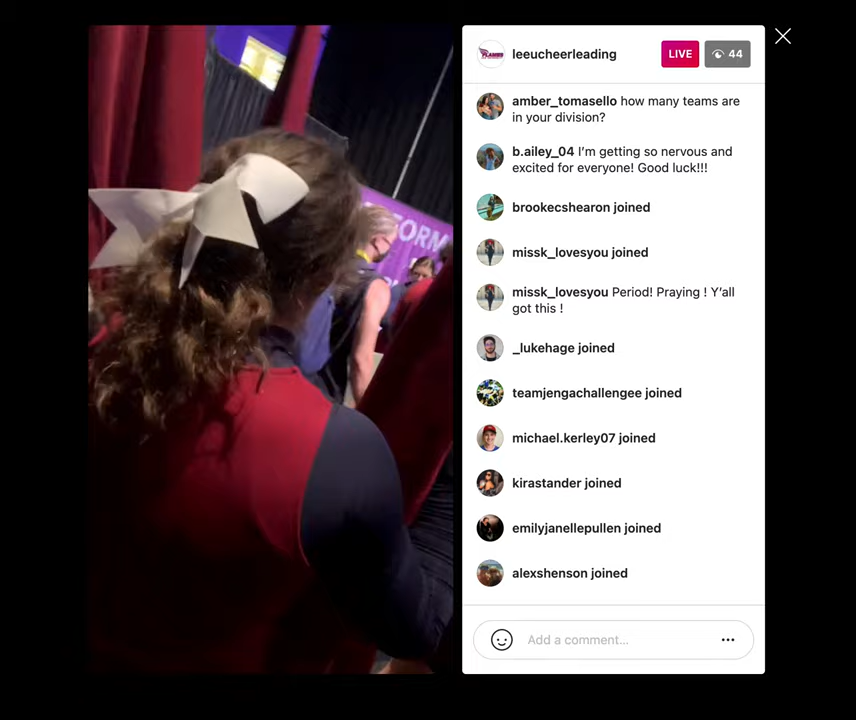 FLAMES
leeucheerleading
LIVE
44
amber_tomasello how many teams are
in your division?
b.ailey_04 I'm getting so nervous and
excited for everyone! Good luck!!!
brookecshearon joined
missk_lovesyou joined
missk_lovesyou Period! Praying ! Y'all
got this !
_lukehage joined
teamjengachallengee joined
michael.kerley07 joined
kirastander joined
emilyjanellepullen joined
alexshenson joined
Add a comment...